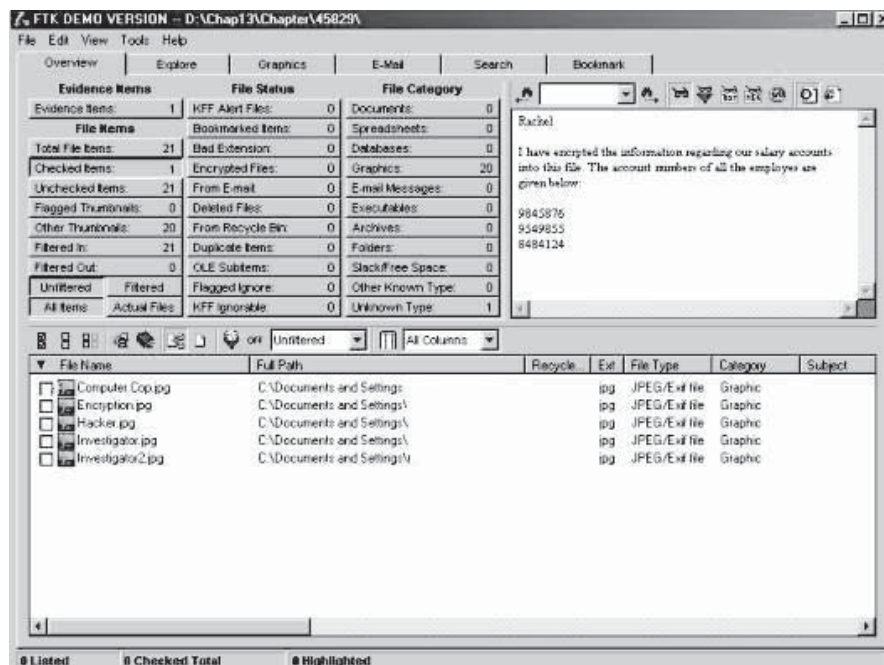 FTK DEMO VERSION -- D:\Chap13\Chapter\45829\
File Edit View Tools Help
Overview Explore Graphics E-Mail Search Bookmark
Evidence Items File Status File Category
Evidence Items: 1 KFF Alert Files: 0 Documents: 0
File Items Bookmarked Items: 0 Spreadsheets: 0
Total File Items: 21 Bad Extension: 0 Databases: 0
Checked Items: 1 Encrypted Files: 0 Graphics: 20
Unchecked Items: 21 From E-mail: 0 E-mail Messages: 0
Flagged Thumbnails: 0 Deleted Files: 0 Executables: 0
Other Thumbnails: 20 From Recycle Bin: 0 Archives: 0
Filtered In: 21 Duplicate Items: 0 Folders: 0
Filtered Out: 0 OLE Subitems: 0 Slack/Free Space: 0
Unfiltered Filtered Flagged Ignore: 0 Other Known Type: 0
All Items Actual Files KFF Ignorable: 0 Unknown Type: 1
Rachel
I have encrypted the information regarding our salary accounts
into this file. The account numbers of all the employes are
given below:
9845876
9549855
8484124
OFF Unfiltered All Columns
File Name Full Path Recycle... Ext File Type Category Subject
Computer Cop.jpg C:\Documents and Settings jpg JPEG/Exif file Graphic
Encryption.jpg C:\Documents and Settings\ jpg JPEG/Exif file Graphic
Hacker.jpg C:\Documents and Settings\ jpg JPEG/Exif file Graphic
Investigator.jpg C:\Documents and Settings\ jpg JPEG/Exif file Graphic
Investigator2.jpg C:\Documents and Settings\ jpg JPEG/Exif file Graphic
0 Listed 0 Checked Total 0 Highlighted